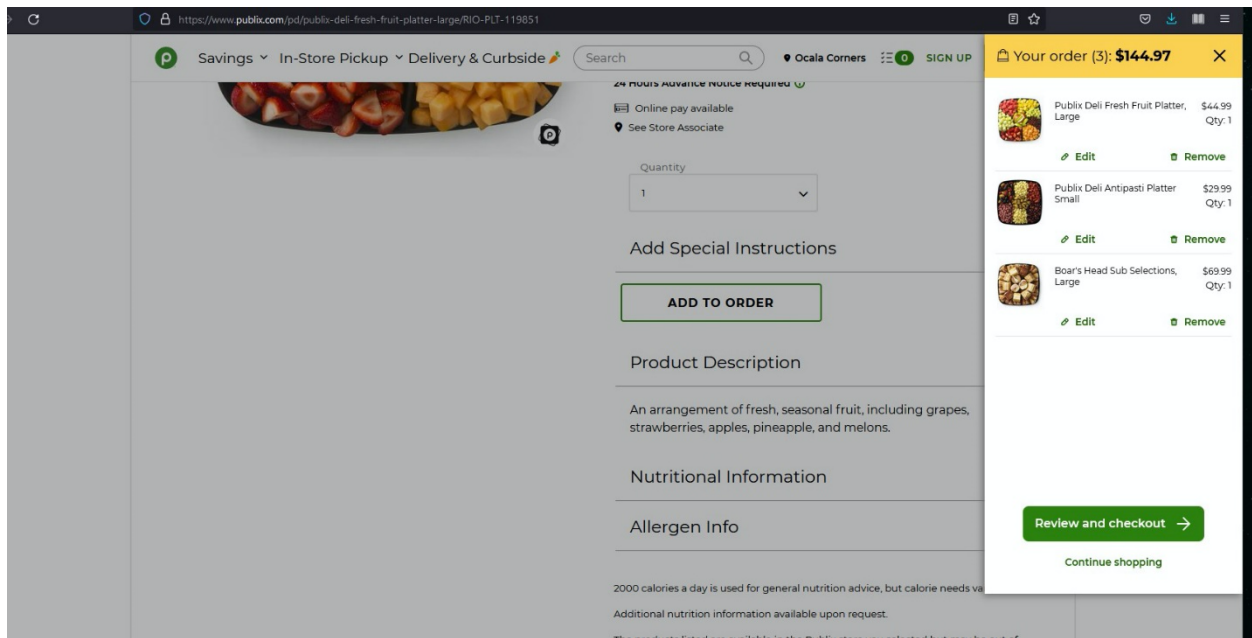 https://www.publix.com/pd/publix-deli-fresh-fruit-platter-large/RIO-PLT-119851
Savings In-Store Pickup Delivery & Curbside Search Ocala Corners 0 SIGN UP
24 Hours Advance Notice Required
Online pay available
See Store Associate
Quantity
1
Add Special Instructions
ADD TO ORDER
Product Description
An arrangement of fresh, seasonal fruit, including grapes,
strawberries, apples, pineapple, and melons.
Nutritional Information
Allergen Info
2000 calories a day is used for general nutrition advice, but calorie needs va
Additional nutrition information available upon request.
Your order (3): $144.97
Publix Deli Fresh Fruit Platter, $44.99
Large Qty: 1
Edit Remove
Publix Deli Antipasti Platter $29.99
Small Qty: 1
Edit Remove
Boar's Head Sub Selections, $69.99
Large Qty: 1
Edit Remove
Review and checkout
Continue shopping